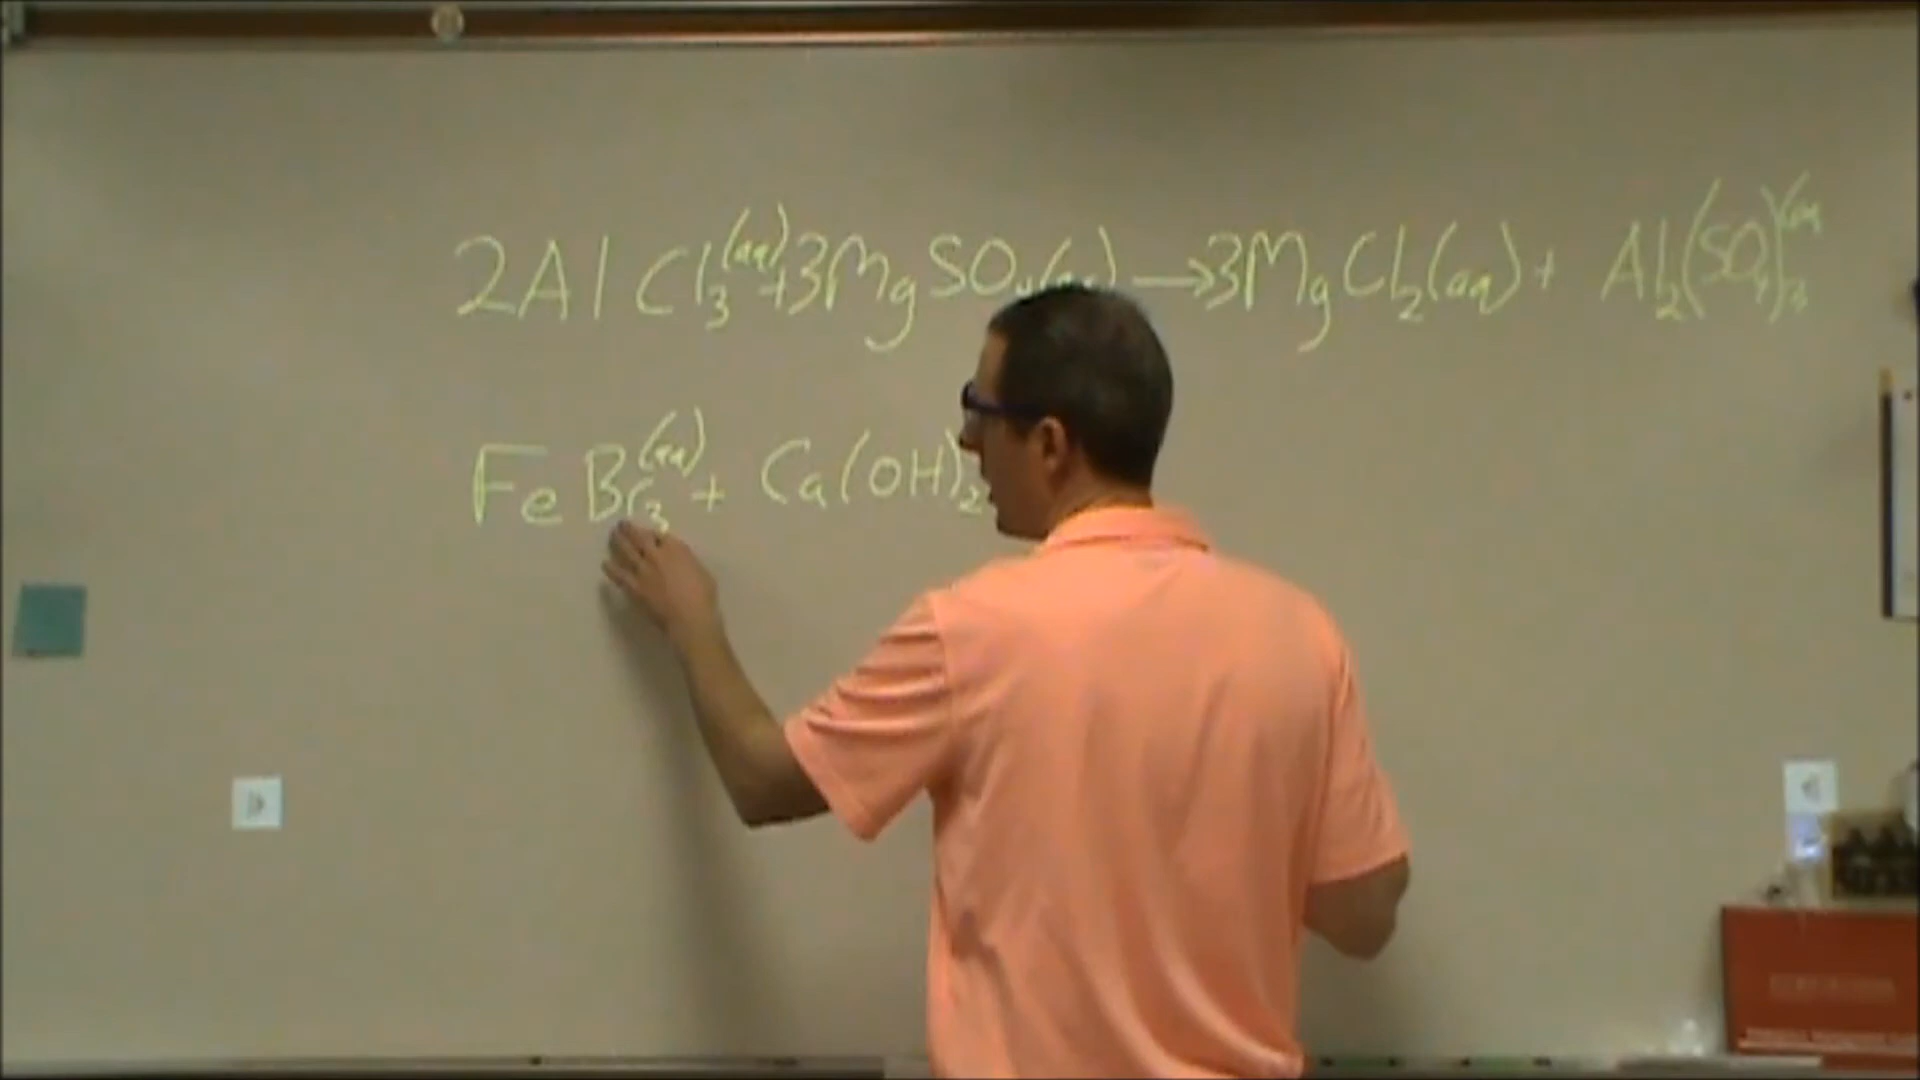 2AlCl₃(aq) + 3MgSO₄(aq) → 3MgCl₂(aq) + Al₂(SO₄)₃(aq
FeBr₃(aq) + Ca(OH)₂